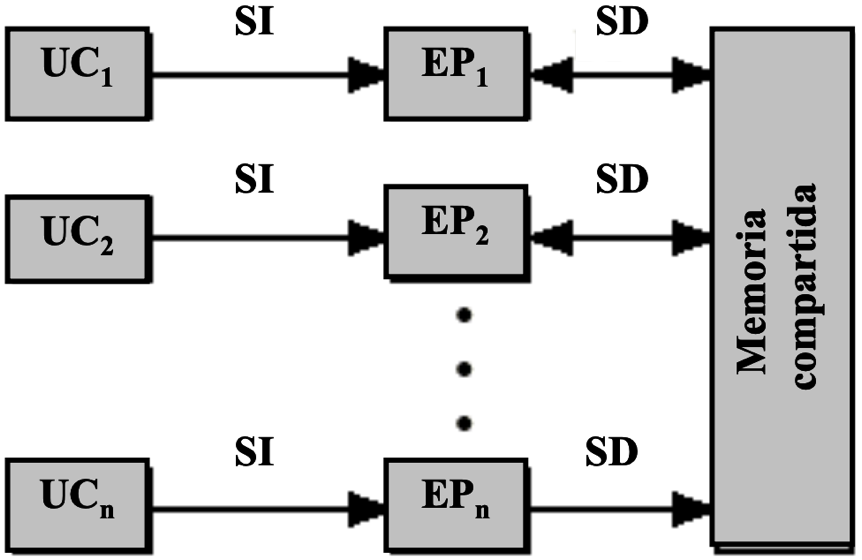 SI
SD
UC1
EP1
SI
SD
UC2
EP2
Memoria
compartida
SI
SD
UCn
EPn